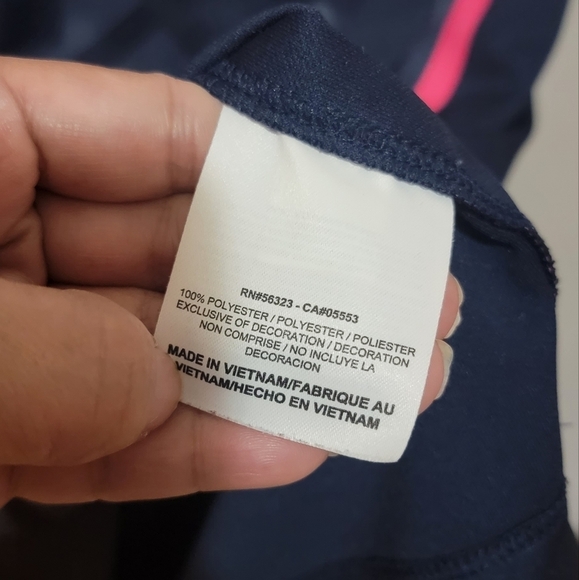 RN#56323 - CA#05553
100% POLYESTER / POLYESTER / POLIESTER
EXCLUSIVE OF DECORATION / DECORATION
NON COMPRISE / NO INCLUYE LA
DECORACION
MADE IN VIETNAM/FABRIQUE AU
VIETNAM/HECHO EN VIETNAM